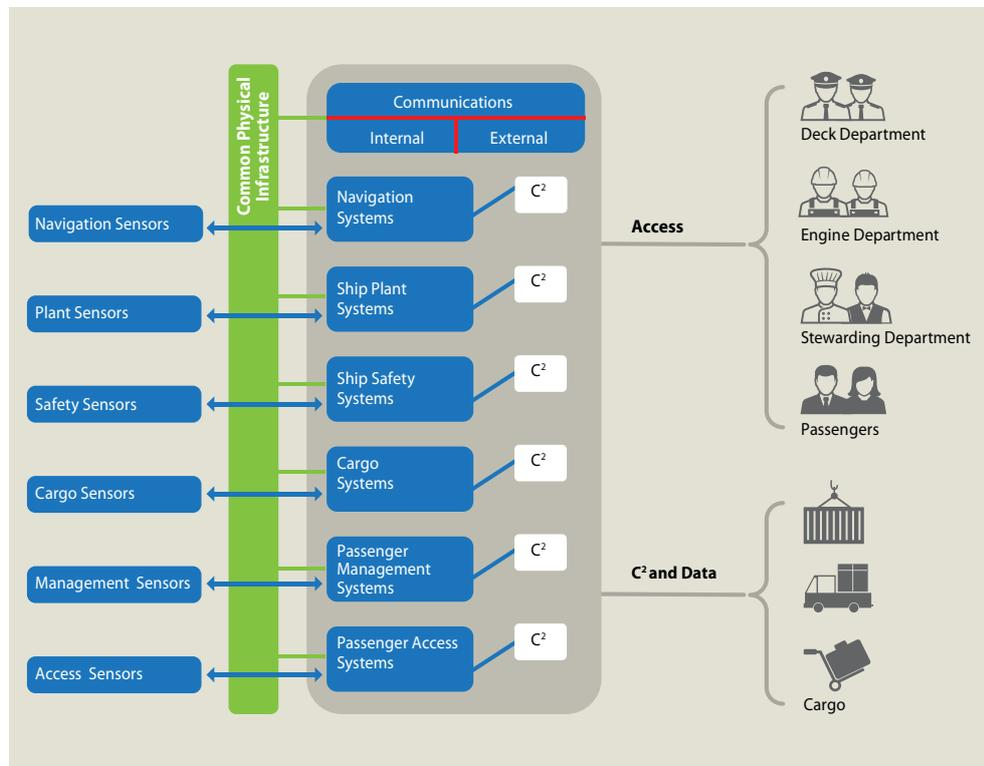 Common Physical
Infrastructure
Communications
Internal
External
Navigation Sensors
Navigation
Systems
C²
Plant Sensors
Ship Plant
Systems
C²
Safety Sensors
Ship Safety
Systems
C²
Cargo Sensors
Cargo
Systems
C²
Management Sensors
Passenger
Management
Systems
C²
Access Sensors
Passenger Access
Systems
C²
Access
Deck Department
Engine Department
Stewarding Department
Passengers
C² and Data
Cargo